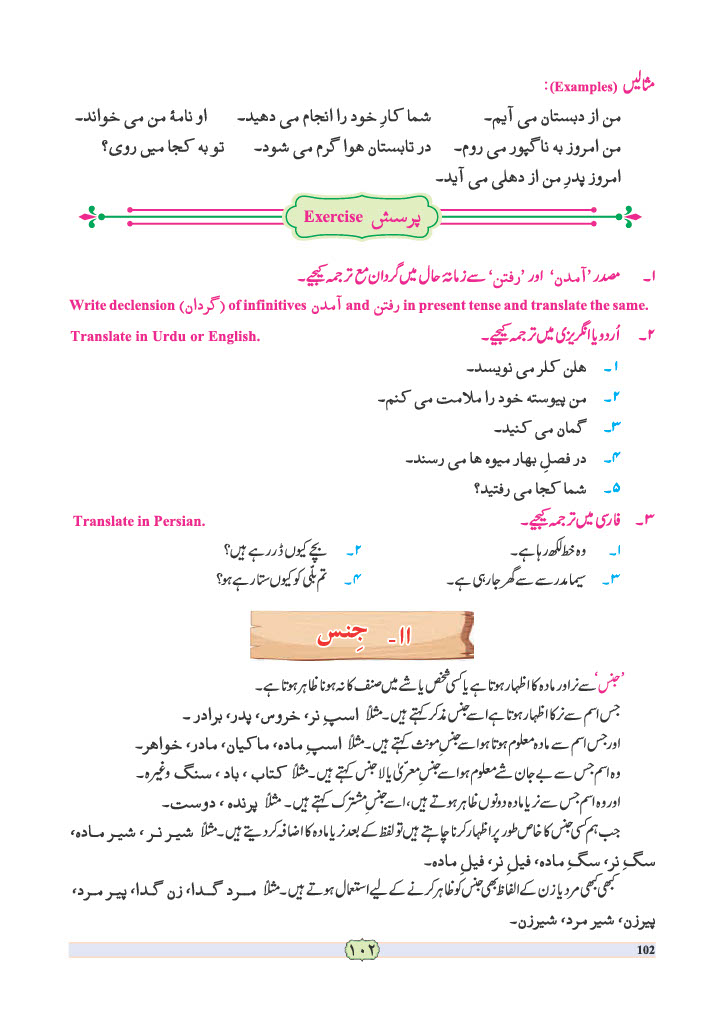 مثالیں (Examples):
من از دبستان می آیم۔ شما کارِ خود را انجام می دهید۔ او نامۀ من می خواند۔
من امروز به ناگپور می روم۔ در تابستان هوا گرم می شود۔ تو به کجا میں روی؟
امروز پدرِ من از دهلی می آید۔
پرسش Exercise
۱۔ مصدر ’آمدن‘ اور ’رفتن‘ سے زمانۂ حال میں گردان مع ترجمہ کیجیے۔
Write declension (گردان) of infinitives آمدن and رفتن in present tense and translate the same.
۲۔ اُردو یا انگریزی میں ترجمہ کیجیے۔ Translate in Urdu or English.
۱۔ هلن کلر می نویسد۔
۲۔ من پیوسته خود را ملامت می کنم۔
۳۔ گمان می کنید۔
۴۔ در فصلِ بهار میوه ها می رسند۔
۵۔ شما کجا می رفتید؟
۳۔ فارسی میں ترجمہ کیجیے۔ Translate in Persian.
۱۔ وہ خط لکھ رہا ہے۔ ۲۔ بچے کیوں ڈر رہے ہیں؟
۳۔ سیما مدرسے سے گھر جا رہی ہے۔ ۴۔ تم بلّی کو کیوں ستا رہے ہو؟
۱۱۔ جِنس
’جنس‘ سے نر اور مادہ کا اظہار ہوتا ہے یا کسی شخص یا شے میں صنف کا نہ ہونا ظاہر ہوتا ہے۔
جس اسم سے نر کا اظہار ہوتا ہے اسے جنسِ مذکر کہتے ہیں۔ مثلاً اسپِ نر، خروس، پدر، برادر ۔
اور جس اسم سے مادہ معلوم ہوتا ہو اسے جنسِ مونث کہتے ہیں۔ مثلاً اسپِ ماده، ماکیان، مادر، خواهر۔
وہ اسم جس سے بے جان شے معلوم ہو اسے جنسِ معرّیٰ یا لا جنس کہتے ہیں۔ مثلاً کتاب ، باد ، سنگ وغیرہ۔
اور وہ اسم جس سے نر یا مادہ دونوں ظاہر ہوتے ہیں، اسے جنسِ مشترک کہتے ہیں۔ مثلاً پرنده ، دوست۔
جب ہم کسی جنس کا خاص طور پر اظہار کرنا چاہتے ہیں تو لفظ کے بعد نر یا مادہ کا اضافہ کر دیتے ہیں۔ مثلاً شیر نر ، شیر ماده،
سگِ نر، سگِ ماده، فیلِ نر، فیلِ ماده۔
کبھی کبھی مرد یا زن کے الفاظ بھی جنس کو ظاہر کرنے کے لیے استعمال ہوتے ہیں۔ مثلاً مرد گدا، زن گدا، پیر مرد،
پیرزن، شیر مرد، شیرزن۔
۱۰۲ 102